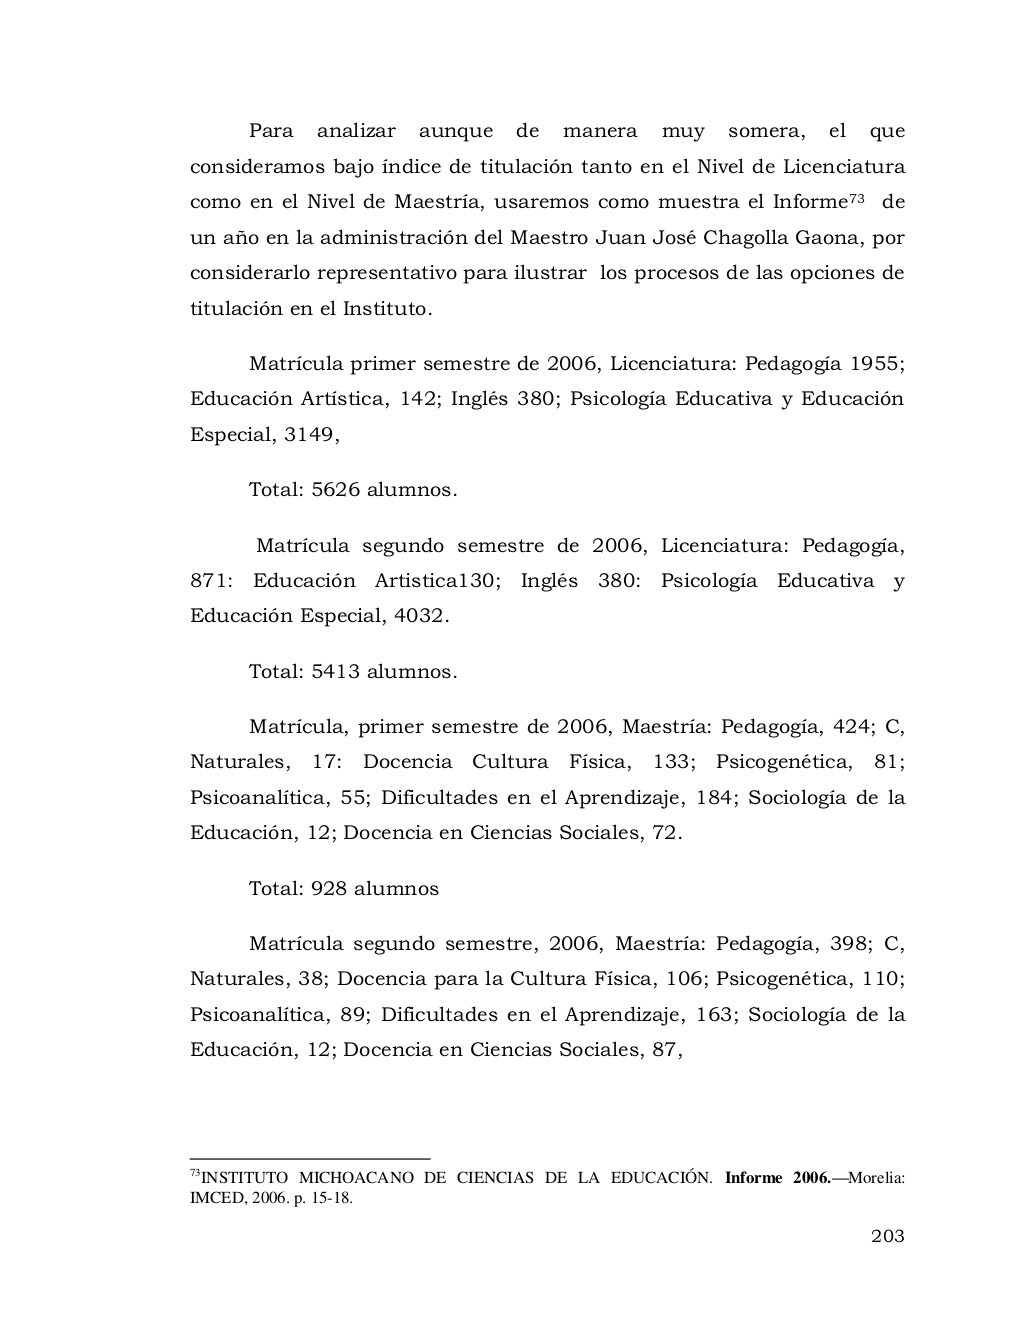 Para analizar aunque de manera muy somera, el que
consideramos bajo índice de titulación tanto en el Nivel de Licenciatura
como en el Nivel de Maestría, usaremos como muestra el Informe73 de
un año en la administración del Maestro Juan José Chagolla Gaona, por
considerarlo representativo para ilustrar los procesos de las opciones de
titulación en el Instituto.
Matrícula primer semestre de 2006, Licenciatura: Pedagogía 1955;
Educación Artística, 142; Inglés 380; Psicología Educativa y Educación
Especial, 3149,
Total: 5626 alumnos.
Matrícula segundo semestre de 2006, Licenciatura: Pedagogía,
871: Educación Artistica130; Inglés 380: Psicología Educativa y
Educación Especial, 4032.
Total: 5413 alumnos.
Matrícula, primer semestre de 2006, Maestría: Pedagogía, 424; C,
Naturales, 17: Docencia Cultura Física, 133; Psicogenética, 81;
Psicoanalítica, 55; Dificultades en el Aprendizaje, 184; Sociología de la
Educación, 12; Docencia en Ciencias Sociales, 72.
Total: 928 alumnos
Matrícula segundo semestre, 2006, Maestría: Pedagogía, 398; C,
Naturales, 38; Docencia para la Cultura Física, 106; Psicogenética, 110;
Psicoanalítica, 89; Dificultades en el Aprendizaje, 163; Sociología de la
Educación, 12; Docencia en Ciencias Sociales, 87,
73INSTITUTO MICHOACANO DE CIENCIAS DE LA EDUCACIÓN. Informe 2006.—Morelia:
IMCED, 2006. p. 15-18.
203